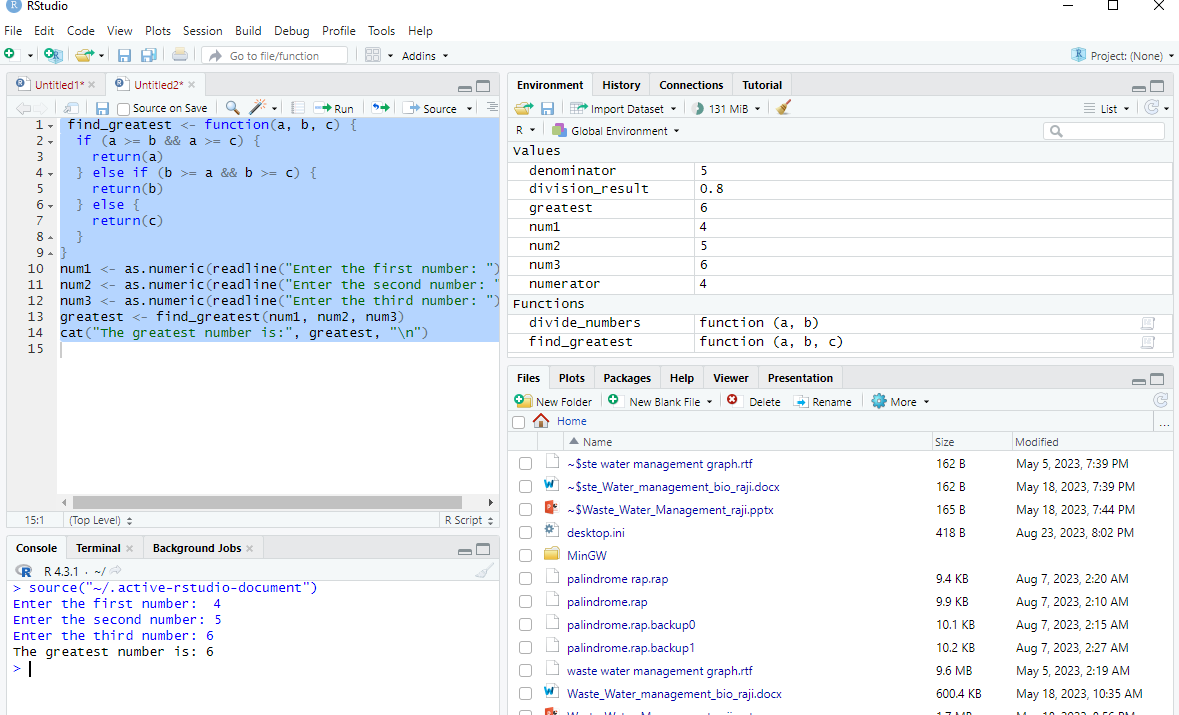 RStudio
File Edit Code View Plots Session Build Debug Profile Tools Help
Go to file/function Addins Project: (None)
Untitled1* Untitled2*
Source on Save Run Source
1 find_greatest <- function(a, b, c) {
2 if (a >= b && a >= c) {
3 return(a)
4 } else if (b >= a && b >= c) {
5 return(b)
6 } else {
7 return(c)
8 }
9 }
10 num1 <- as.numeric(readline("Enter the first number: ")
11 num2 <- as.numeric(readline("Enter the second number: "
12 num3 <- as.numeric(readline("Enter the third number: ")
13 greatest <- find_greatest(num1, num2, num3)
14 cat("The greatest number is:", greatest, "\n")
15
15:1 (Top Level) R Script
Console Terminal Background Jobs
R 4.3.1 · ~/
> source("~/.active-rstudio-document")
Enter the first number: 4
Enter the second number: 5
Enter the third number: 6
The greatest number is: 6
>
Environment History Connections Tutorial
Import Dataset 131 MiB List
R Global Environment
Values
denominator 5
division_result 0.8
greatest 6
num1 4
num2 5
num3 6
numerator 4
Functions
divide_numbers function (a, b)
find_greatest function (a, b, c)
Files Plots Packages Help Viewer Presentation
New Folder New Blank File Delete Rename More
Home ...
Name Size Modified
~$ste water management graph.rtf 162 B May 5, 2023, 7:39 PM
~$ste_Water_management_bio_raji.docx 162 B May 18, 2023, 7:39 PM
~$Waste_Water_Management_raji.pptx 165 B May 18, 2023, 7:44 PM
desktop.ini 418 B Aug 23, 2023, 8:02 PM
MinGW
palindrome rap.rap 9.4 KB Aug 7, 2023, 2:20 AM
palindrome.rap 9.9 KB Aug 7, 2023, 2:10 AM
palindrome.rap.backup0 10.1 KB Aug 7, 2023, 2:15 AM
palindrome.rap.backup1 10.2 KB Aug 7, 2023, 2:27 AM
waste water management graph.rtf 9.6 MB May 5, 2023, 2:19 AM
Waste_Water_management_bio_raji.docx 600.4 KB May 18, 2023, 10:35 AM